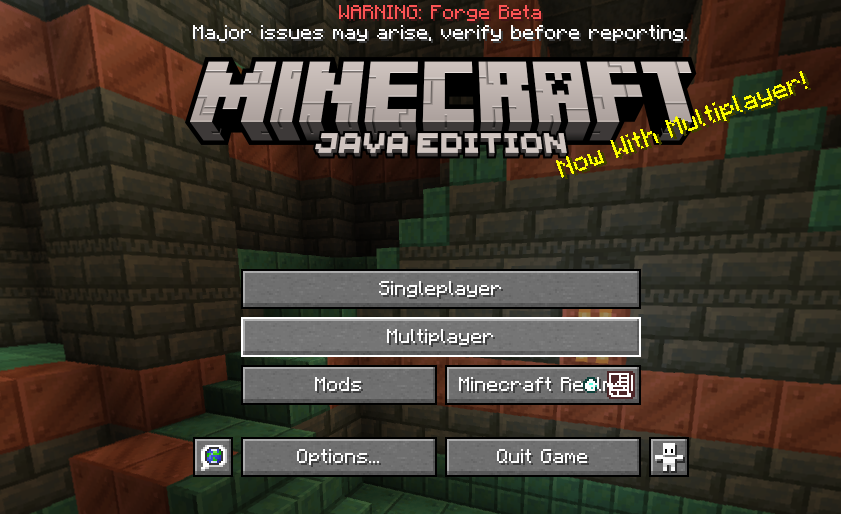 WARNING: Forge Beta
Major issues may arise, verify before reporting.
MINECRAFT
JAVA EDITION
Now With Multiplayer!
Singleplayer
Multiplayer
Mods
Minecraft
Options...
Quit Game